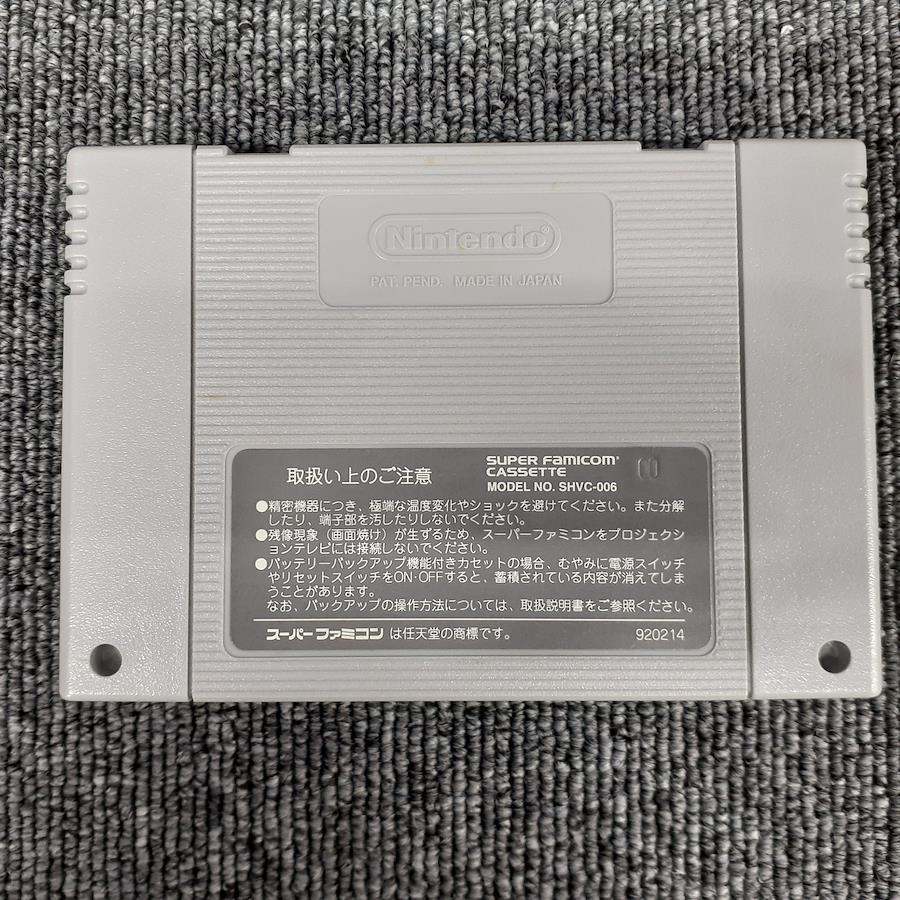 Nintendo®
PAT. PEND. MADE IN JAPAN
取扱い上のご注意
SUPER FAMICOM®
CASSETTE
MODEL NO. SHVC-006
●精密機器につき、極端な温度変化やショックを避けてください。また分解
したり、端子部を汚したりしないでください。
●残像現象（画面焼け）が生ずるため、スーパーファミコンをプロジェクシ
ョンテレビには接続しないでください。
●バッテリーバックアップ機能付きカセットの場合、むやみに電源スイッチ
やリセットスイッチをON・OFFすると、蓄積されている内容が消えてしま
うことがあります。
なお、バックアップの操作方法については、取扱説明書をご参照ください。
スーパーファミコン は任天堂の商標です。
920214